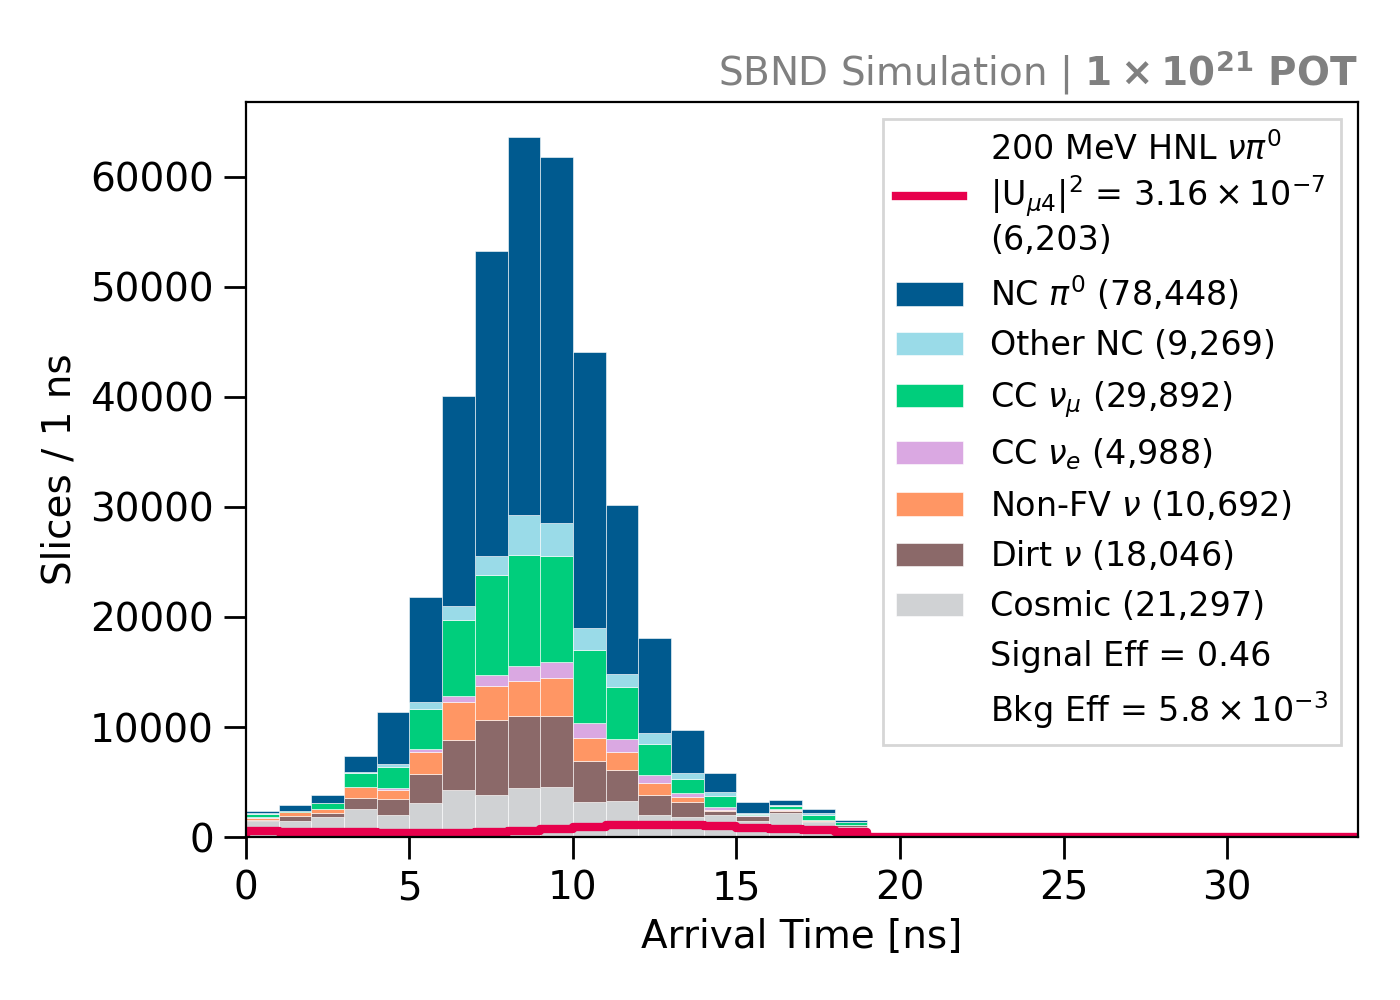 SBND Simulation | 1 × 10²¹ POT
200 MeV HNL νπ⁰
|U_μ4|² = 3.16 × 10⁻⁷
(6,203)
NC π⁰ (78,448)
Other NC (9,269)
CC ν_μ (29,892)
CC ν_e (4,988)
Non-FV ν (10,692)
Dirt ν (18,046)
Cosmic (21,297)
Signal Eff = 0.46
Bkg Eff = 5.8 × 10⁻³
Slices / 1 ns
60000
50000
40000
30000
20000
10000
0
0 5 10 15 20 25 30
Arrival Time [ns]